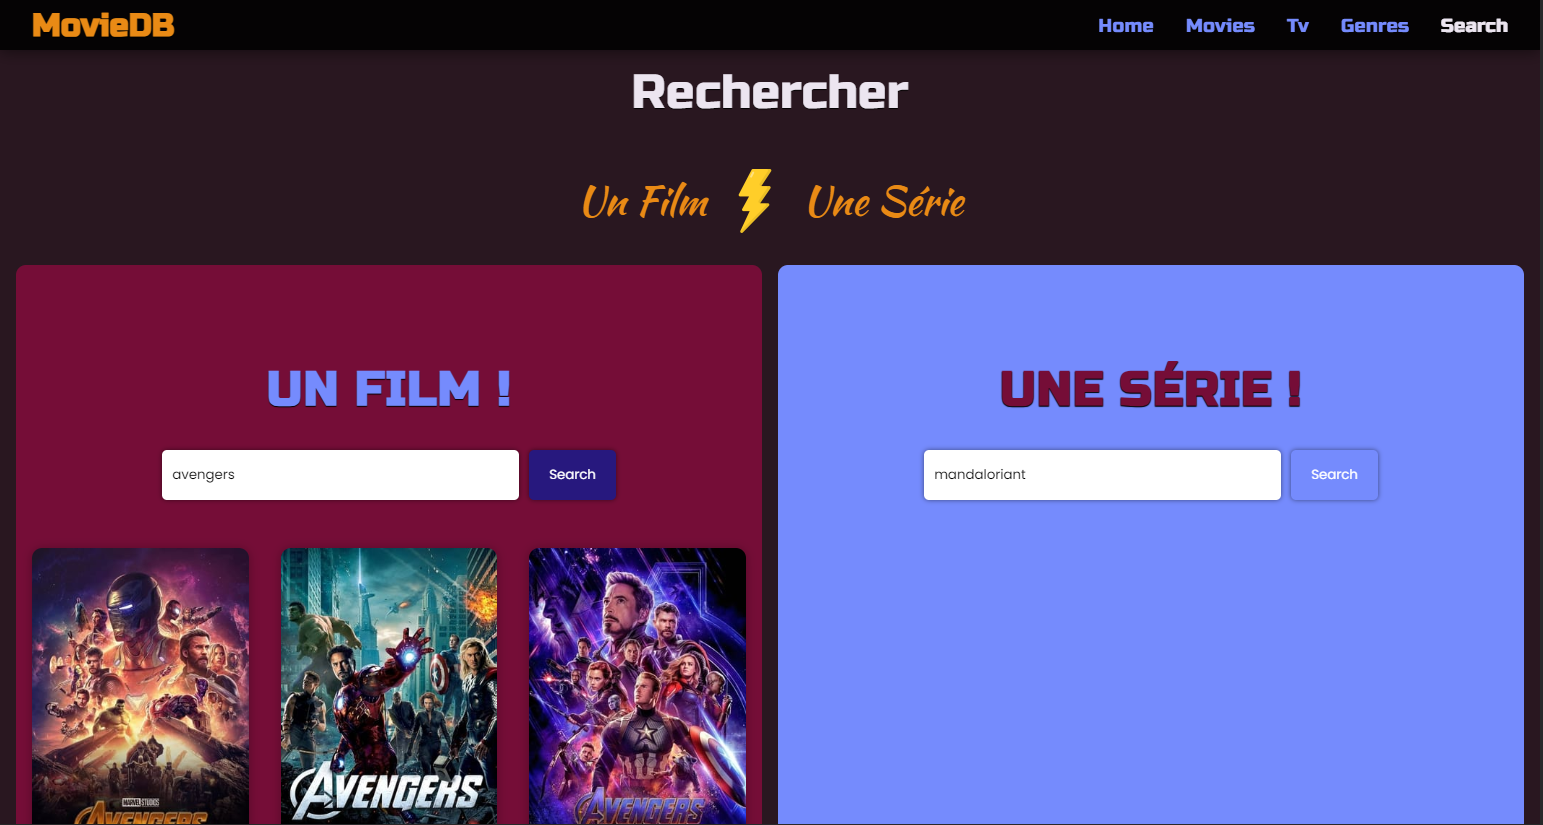 MovieDB
Home Movies Tv Genres Search
Rechercher
Un Film Une Série
UN FILM !
avengers Search
UNE SÉRIE !
mandaloriant Search
MARVEL STUDIOS
AVENGERS
AVENGERS
AVENGERS